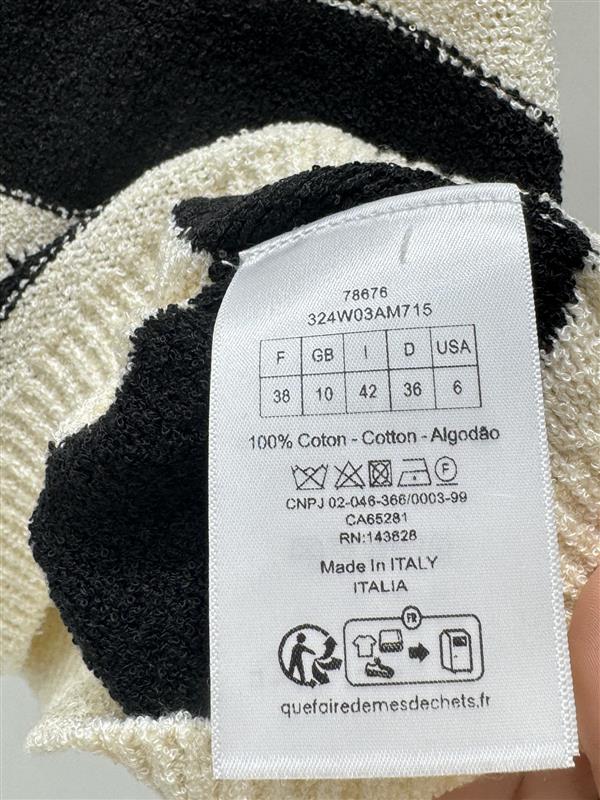 78676
324W03AM715
F GB I D USA
38 10 42 36 6
100% Coton - Cotton - Algodão
F
CNPJ 02-046-366/0003-99
CA65281
RN:143828
Made In ITALY
ITALIA
FR
quefairedemesdechets.fr